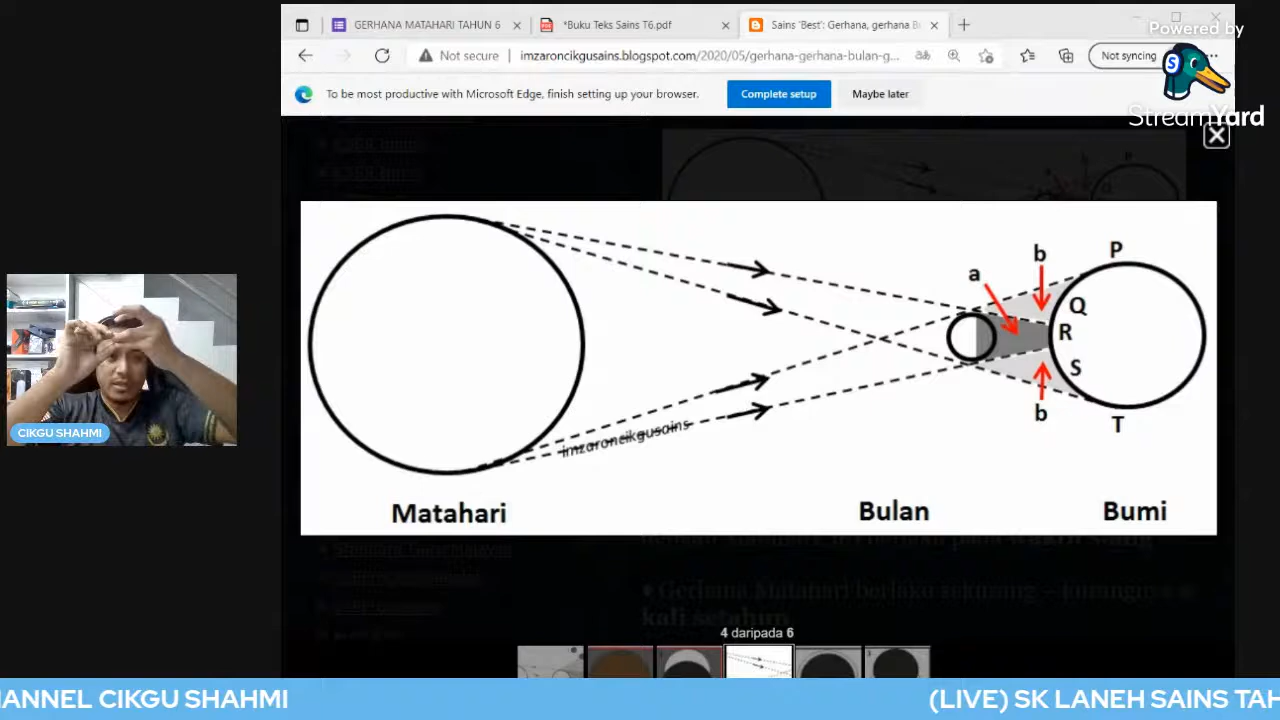 GERHANA MATAHARI TAHUN 6
*Buku Teks Sains T6.pdf
Sains 'Best': Gerhana, gerhana B
Powered by
Not secure
imzaroncikgusains.blogspot.com/2020/05/gerhana-gerhana-bulan-g...
Not syncing
To be most productive with Microsoft Edge, finish setting up your browser.
Complete setup
Maybe later
StreamYard
P
b
a
Q
R
S
b
T
imzaroncikgusains
CIKGU SHAHMI
Matahari
Bulan
Bumi
Gerhana Matahari berlaku
kali setahun
4 daripada 6
HANNEL CIKGU SHAHMI
(LIVE) SK LANEH SAINS TAH